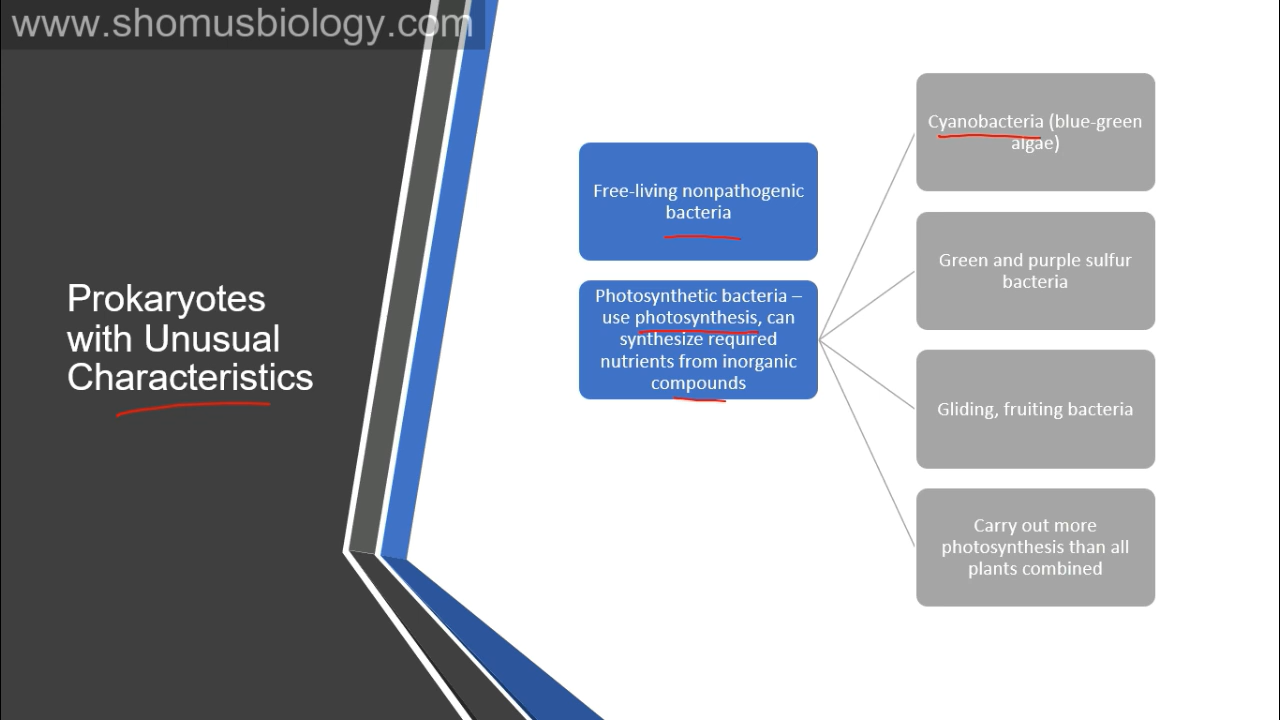 www.shomusbiology.com
Prokaryotes
with Unusual
Characteristics
Free-living nonpathogenic
bacteria
Photosynthetic bacteria –
use photosynthesis, can
synthesize required
nutrients from inorganic
compounds
Cyanobacteria (blue-green
algae)
Green and purple sulfur
bacteria
Gliding, fruiting bacteria
Carry out more
photosynthesis than all
plants combined